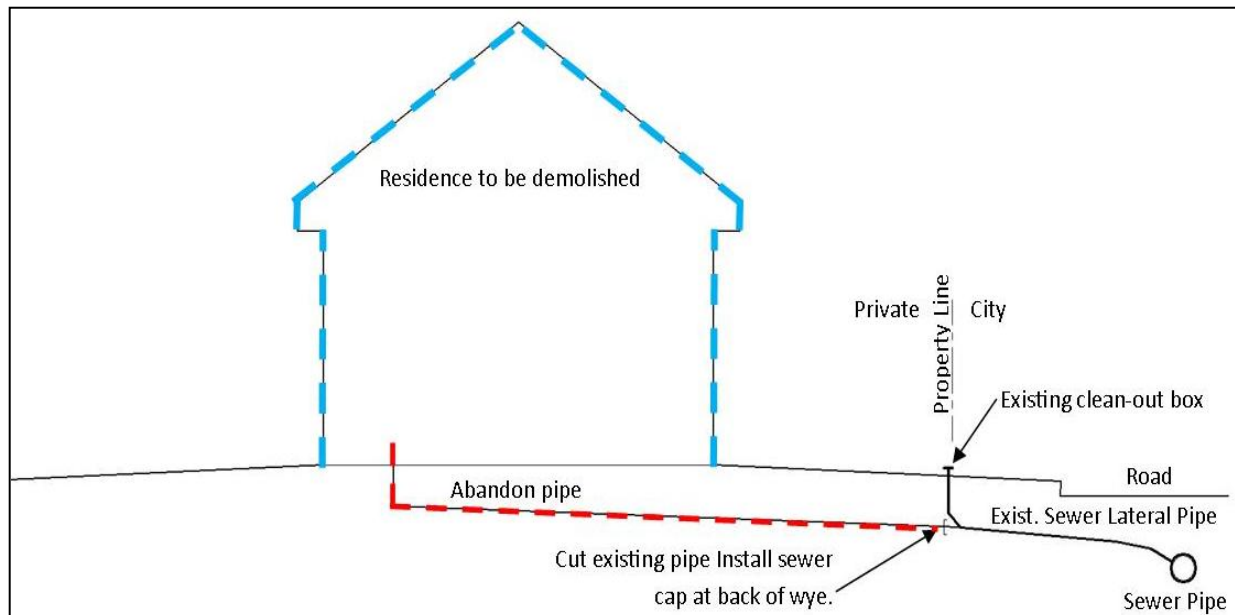 Residence to be demolished
Private
Property Line
City
Existing clean-out box
Road
Abandon pipe
Exist. Sewer Lateral Pipe
Cut existing pipe Install sewer
cap at back of wye.
Sewer Pipe